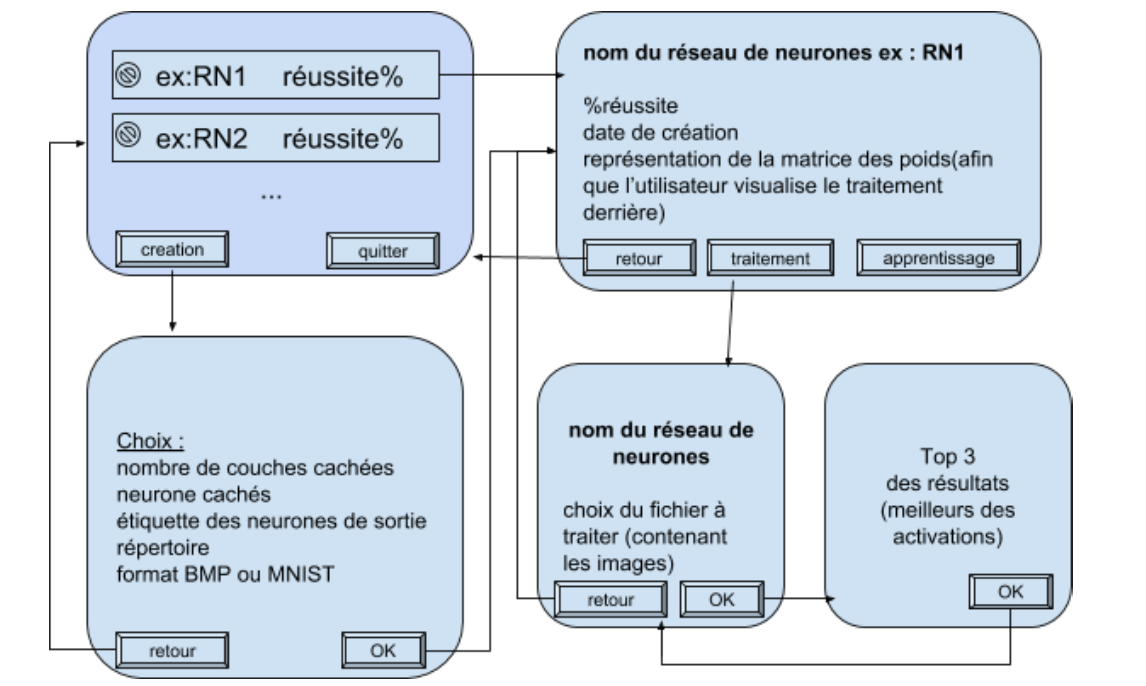 ex:RN1 réussite%
ex:RN2 réussite%
...
creation
quitter
nom du réseau de neurones ex : RN1
%réussite
date de création
représentation de la matrice des poids(afin
que l'utilisateur visualise le traitement
derrière)
retour
traitement
apprentissage
Choix :
nombre de couches cachées
neurone cachés
étiquette des neurones de sortie
répertoire
format BMP ou MNIST
retour
OK
nom du réseau de
neurones
choix du fichier à
traiter (contenant
les images)
retour
OK
Top 3
des résultats
(meilleurs des
activations)
OK